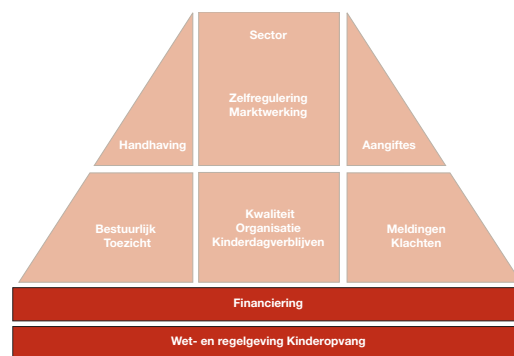 Sector
Zelfregulering
Marktwerking
Handhaving
Aangiftes
Bestuurlijk
Toezicht
Kwaliteit
Organisatie
Kinderdagverblijven
Meldingen
Klachten
Financiering
Wet- en regelgeving Kinderopvang